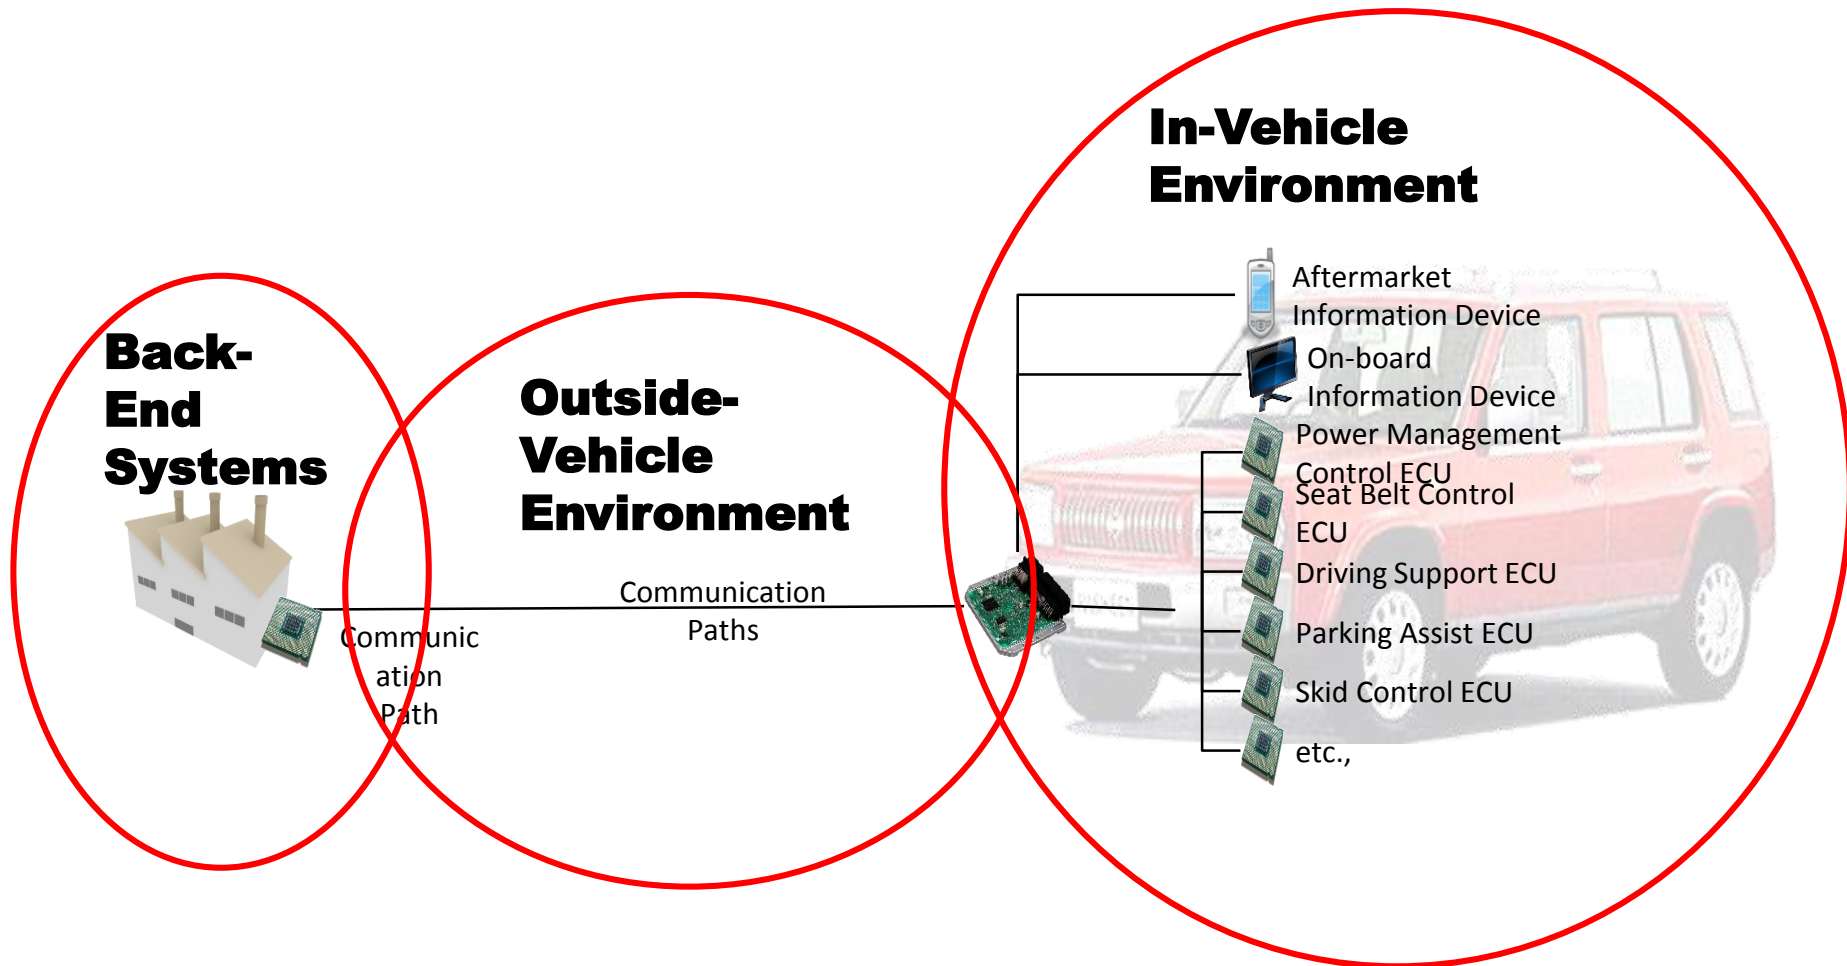 Back-
End
Systems
Outside-
Vehicle
Environment
In-Vehicle
Environment
Communic
ation
Path
Communication
Paths
Aftermarket
Information Device
On-board
Information Device
Power Management
Control ECU
Seat Belt Control
ECU
Driving Support ECU
Parking Assist ECU
Skid Control ECU
etc.,